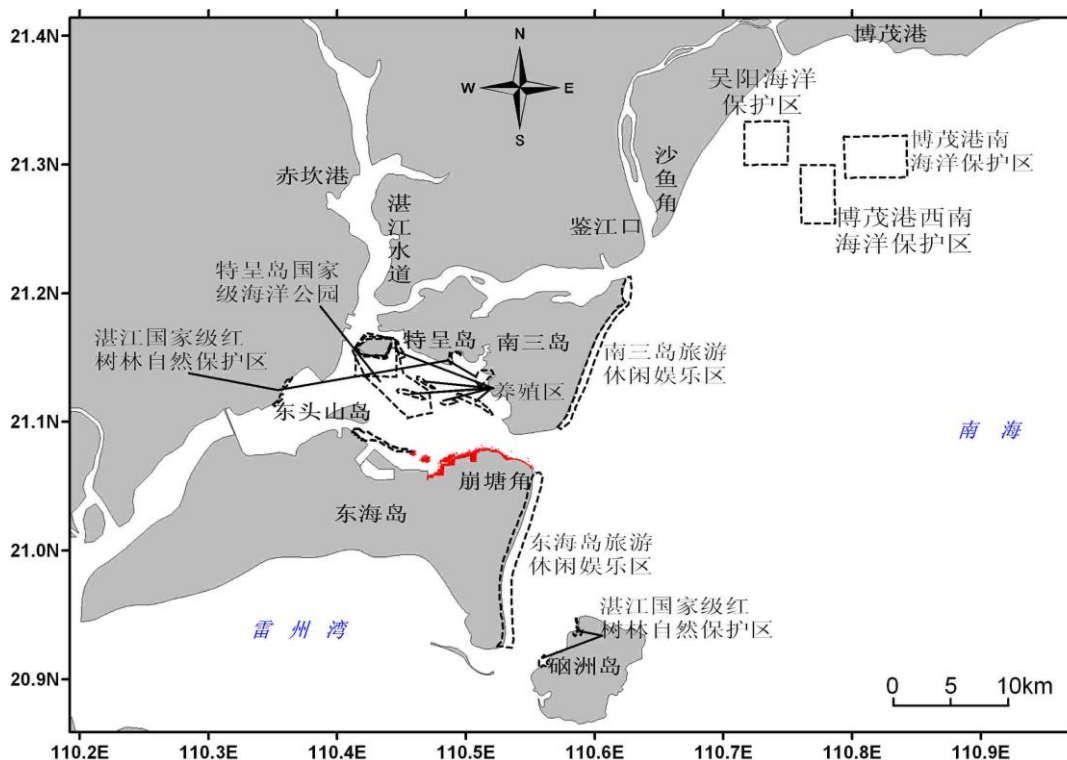 21.4N
21.3N
21.2N
21.1N
21.0N
20.9N
N
W
E
S
博茂港
吴阳海洋
保护区
博茂港南
海洋保护区
博茂港西南
海洋保护区
沙鱼角
鉴江口
赤坎港
湛江水道
特呈岛国家
级海洋公园
湛江国家级红
树林自然保护区
特呈岛
南三岛
南三岛旅游
休闲娱乐区
养殖区
东头山岛
南 海
崩塘角
东海岛
东海岛旅游
休闲娱乐区
雷 州 湾
湛江国家级红
树林自然保护区
硇洲岛
0 5 10km
110.2E 110.3E 110.4E 110.5E 110.6E 110.7E 110.8E 110.9E